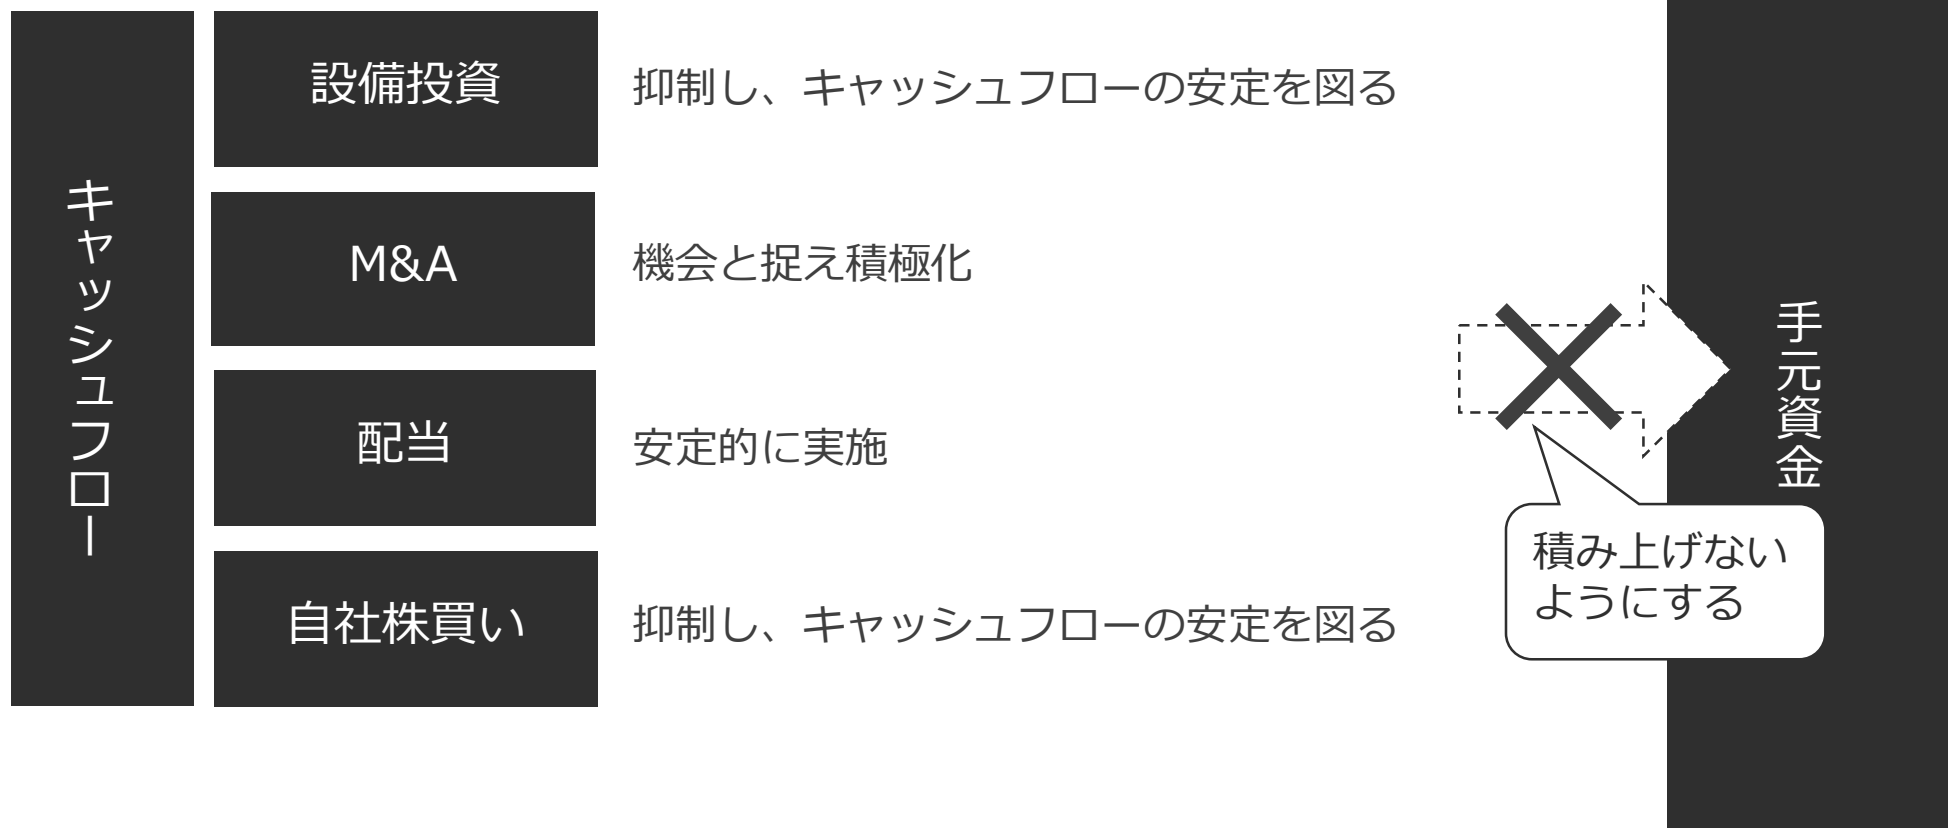 キャッシュフロー
設備投資
抑制し、キャッシュフローの安定を図る
M&A
機会と捉え積極化
配当
安定的に実施
自社株買い
抑制し、キャッシュフローの安定を図る
手元資金
積み上げない
ようにする